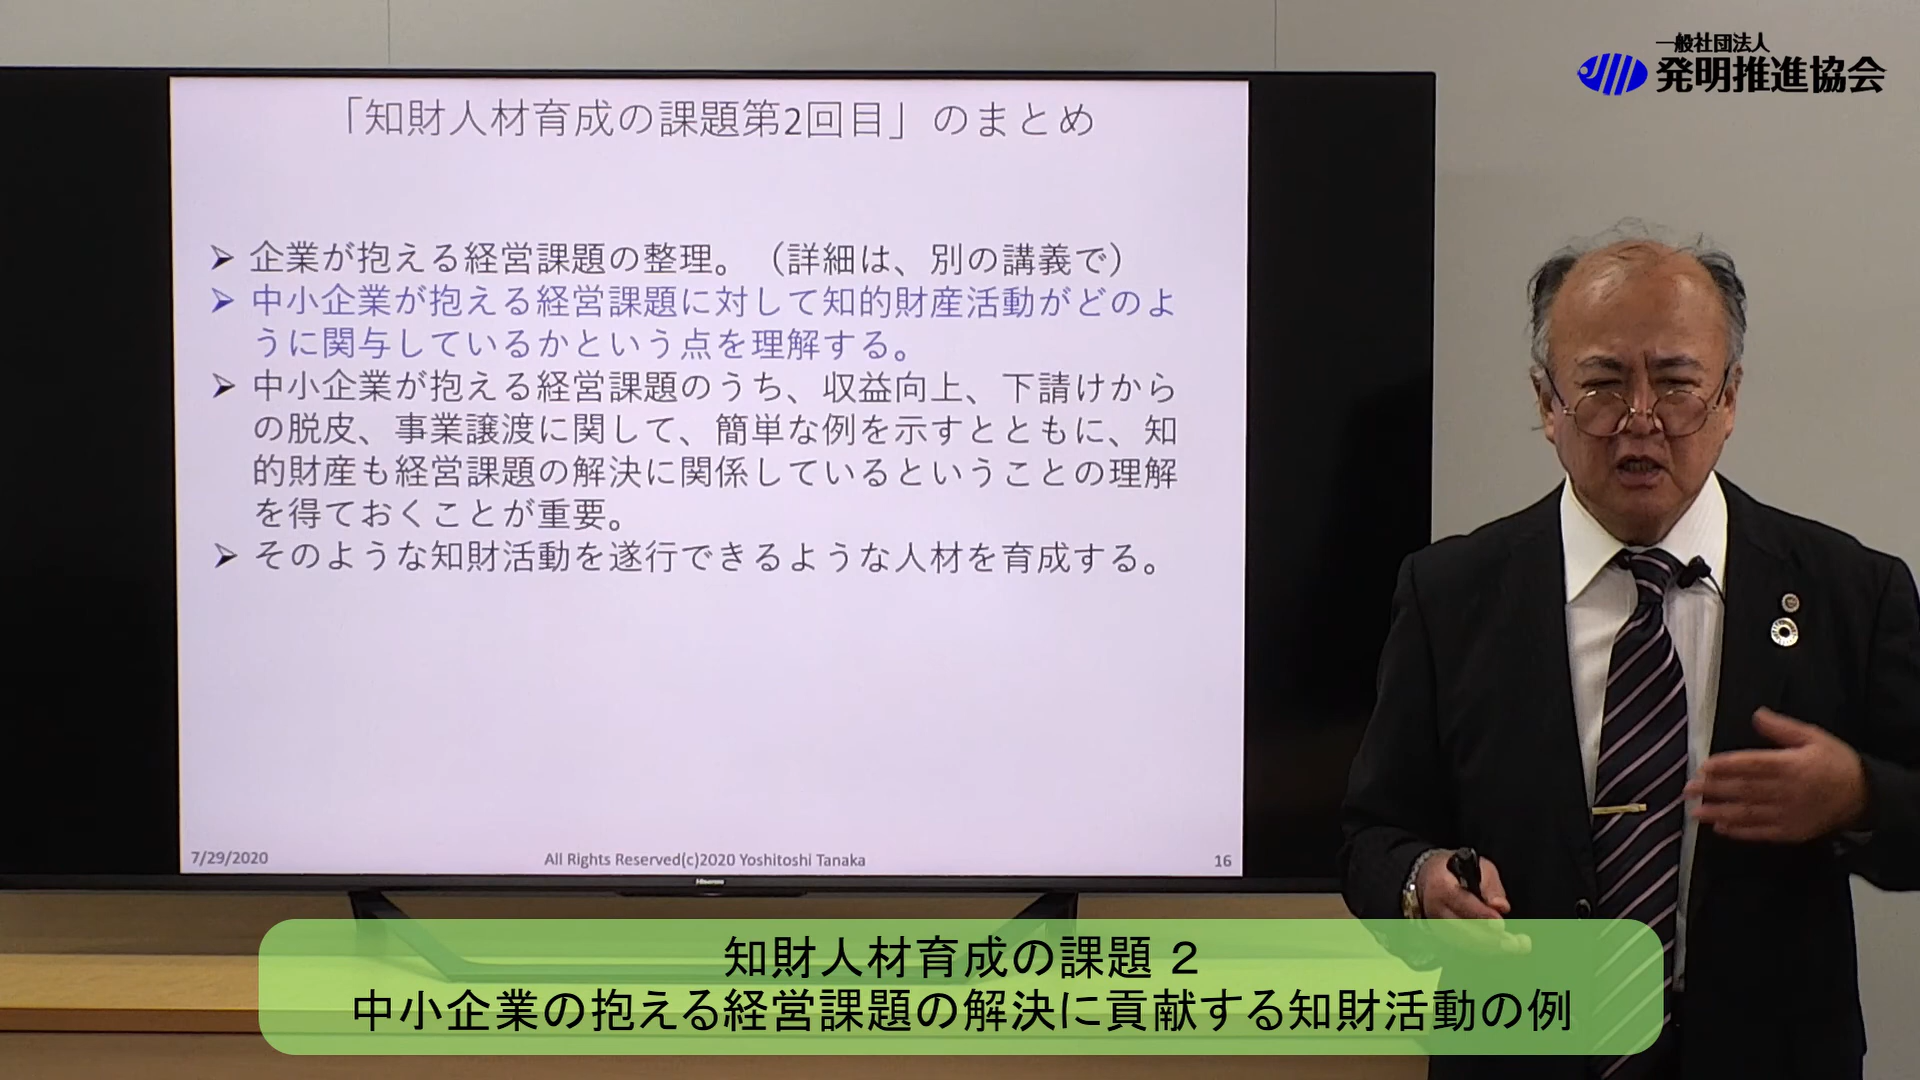 一般社団法人
発明推進協会
「知財人材育成の課題第2回目」のまとめ
➢ 企業が抱える経営課題の整理。（詳細は、別の講義で）
➢ 中小企業が抱える経営課題に対して知的財産活動がどのよ
うに関与しているかという点を理解する。
➢ 中小企業が抱える経営課題のうち、収益向上、下請けから
の脱皮、事業譲渡に関して、簡単な例を示すとともに、知
的財産も経営課題の解決に関係しているということの理解
を得ておくことが重要。
➢ そのような知財活動を遂行できるような人材を育成する。
7/29/2020
All Rights Reserved(c)2020 Yoshitoshi Tanaka
16
Hisense
知財人材育成の課題 ２
中小企業の抱える経営課題の解決に貢献する知財活動の例